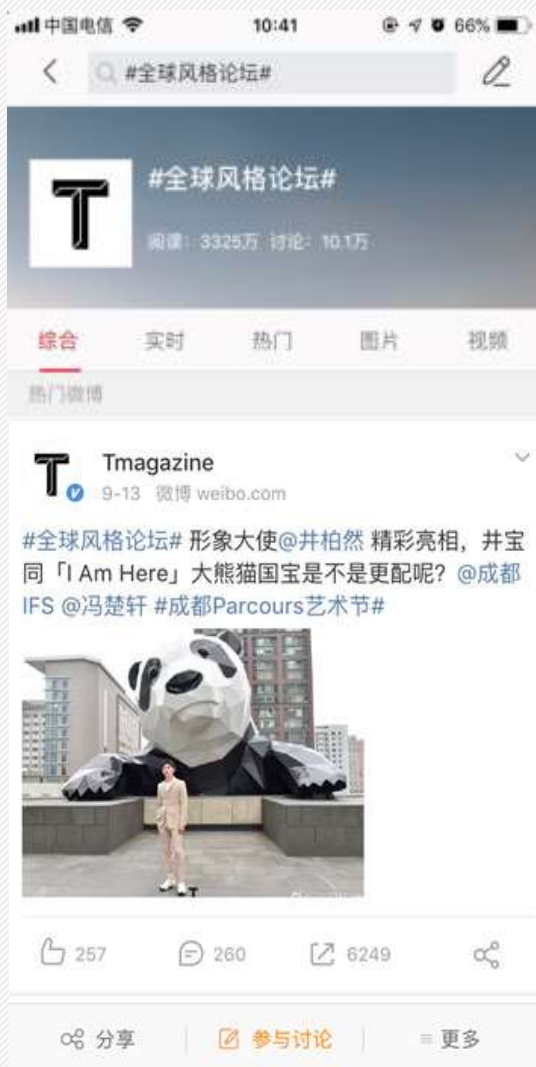 中国电信 10:41 66%
#全球风格论坛#
T
#全球风格论坛#
阅读：3325万 讨论：10.1万
综合 实时 热门 图片 视频
热门微博
T
Tmagazine
9-13 微博 weibo.com
#全球风格论坛# 形象大使@井柏然 精彩亮相，井宝
同「I Am Here」大熊猫国宝是不是更配呢？@成都
IFS @冯楚轩 #成都Parcours艺术节#
T
257 260 6249
分享 参与讨论 更多